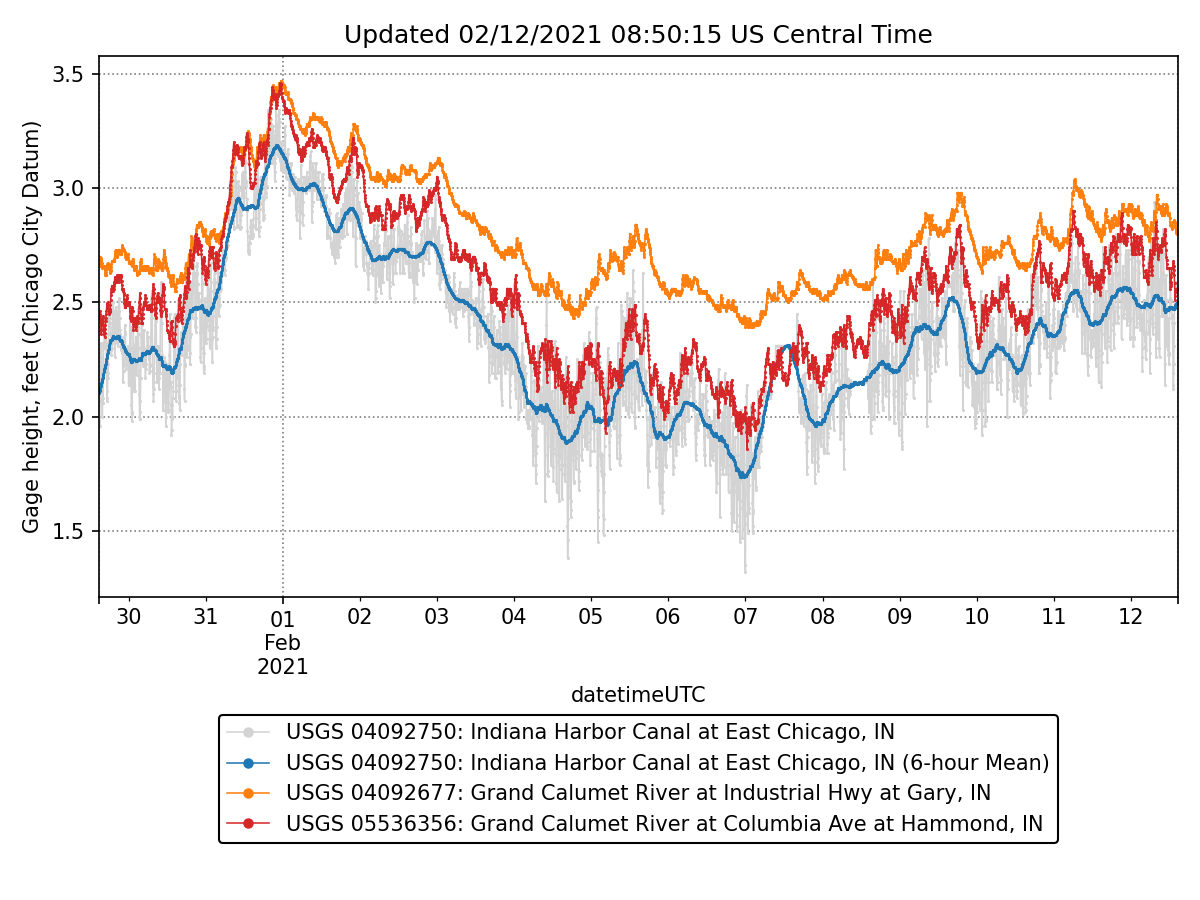 Updated 02/12/2021 08:50:15 US Central Time
Gage height, feet (Chicago City Datum)
3.5
3.0
2.5
2.0
1.5
30 31 01 02 03 04 05 06 07 08 09 10 11 12
Feb
2021
datetimeUTC
USGS 04092750: Indiana Harbor Canal at East Chicago, IN
USGS 04092750: Indiana Harbor Canal at East Chicago, IN (6-hour Mean)
USGS 04092677: Grand Calumet River at Industrial Hwy at Gary, IN
USGS 05536356: Grand Calumet River at Columbia Ave at Hammond, IN